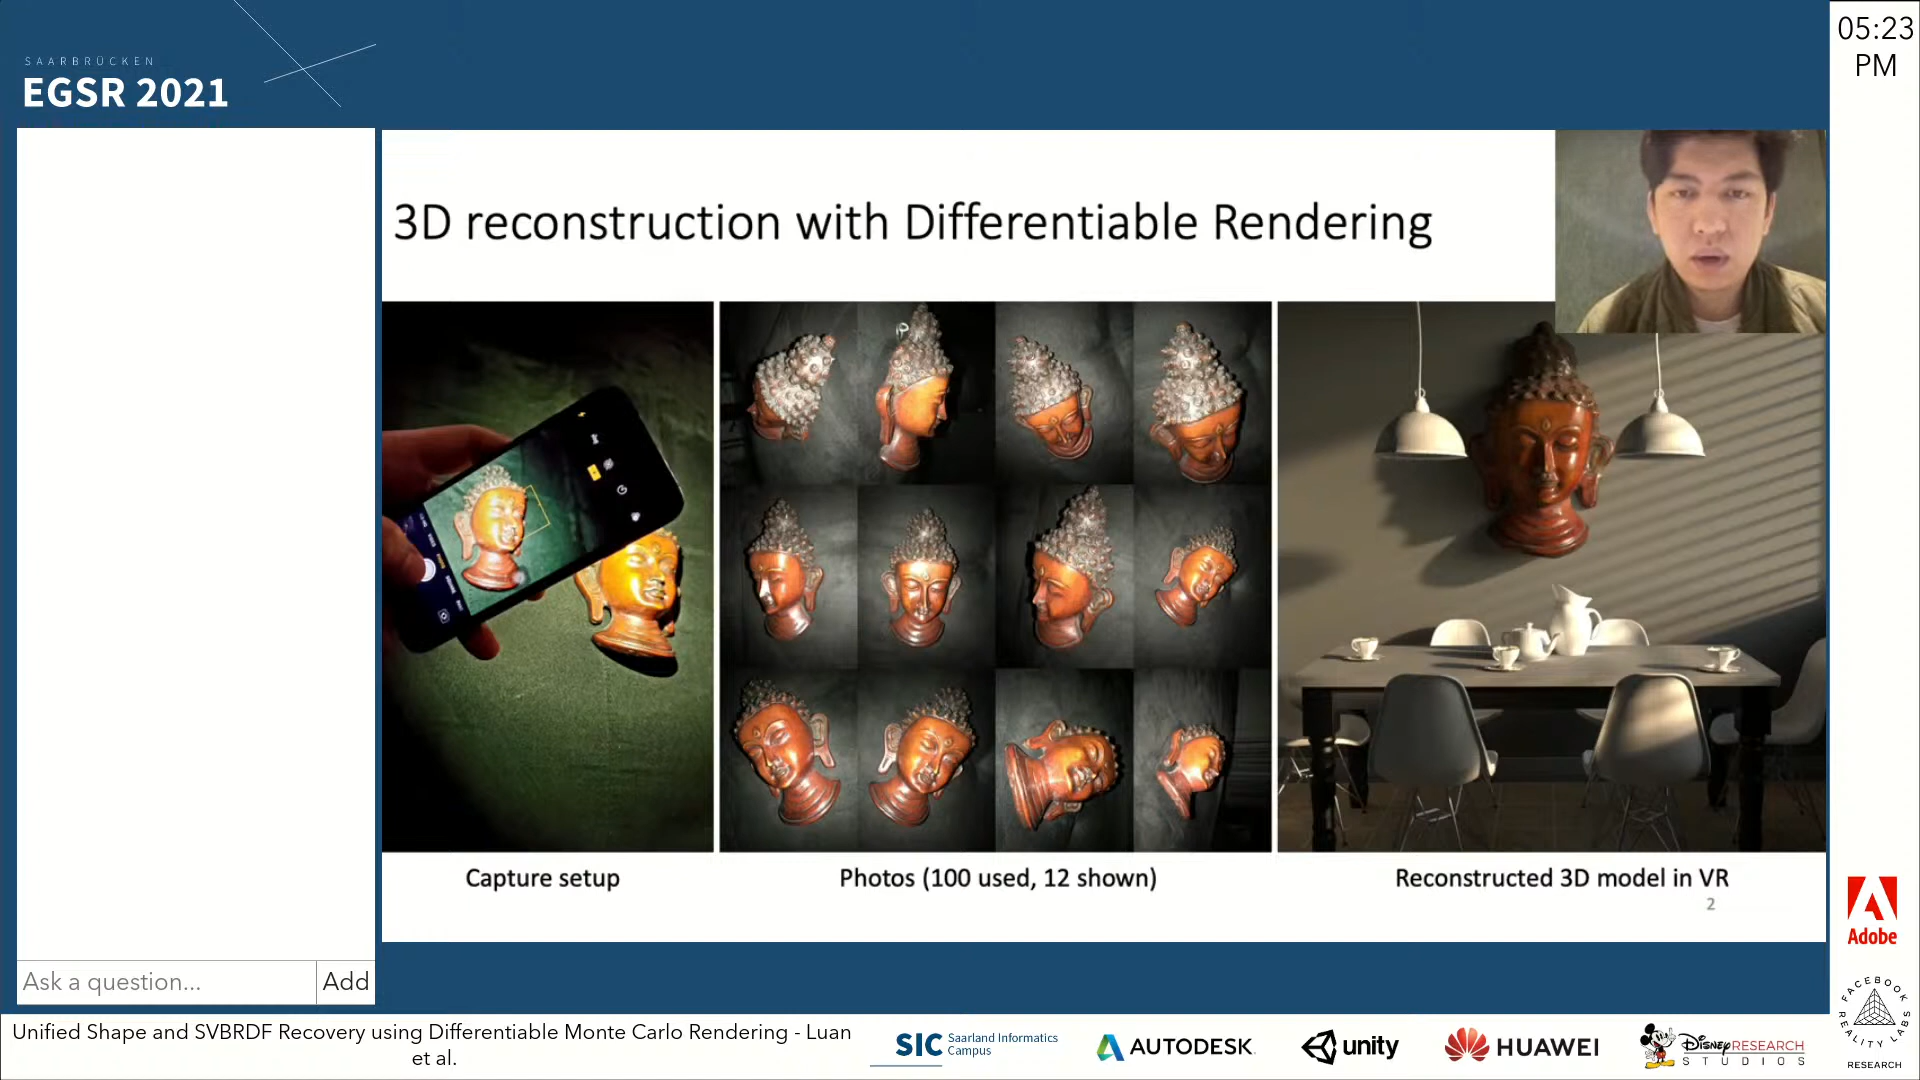 SAARBRÜCKEN
EGSR 2021
05:23
PM
3D reconstruction with Differentiable Rendering
Capture setup
Photos (100 used, 12 shown)
Reconstructed 3D model in VR
2
Ask a question...
Add
Unified Shape and SVBRDF Recovery using Differentiable Monte Carlo Rendering - Luan
et al.
SIC Saarland Informatics
Campus
AUTODESK
unity
HUAWEI
DISNEY RESEARCH
STUDIOS
Adobe
FACEBOOK
REALITY LABS
RESEARCH